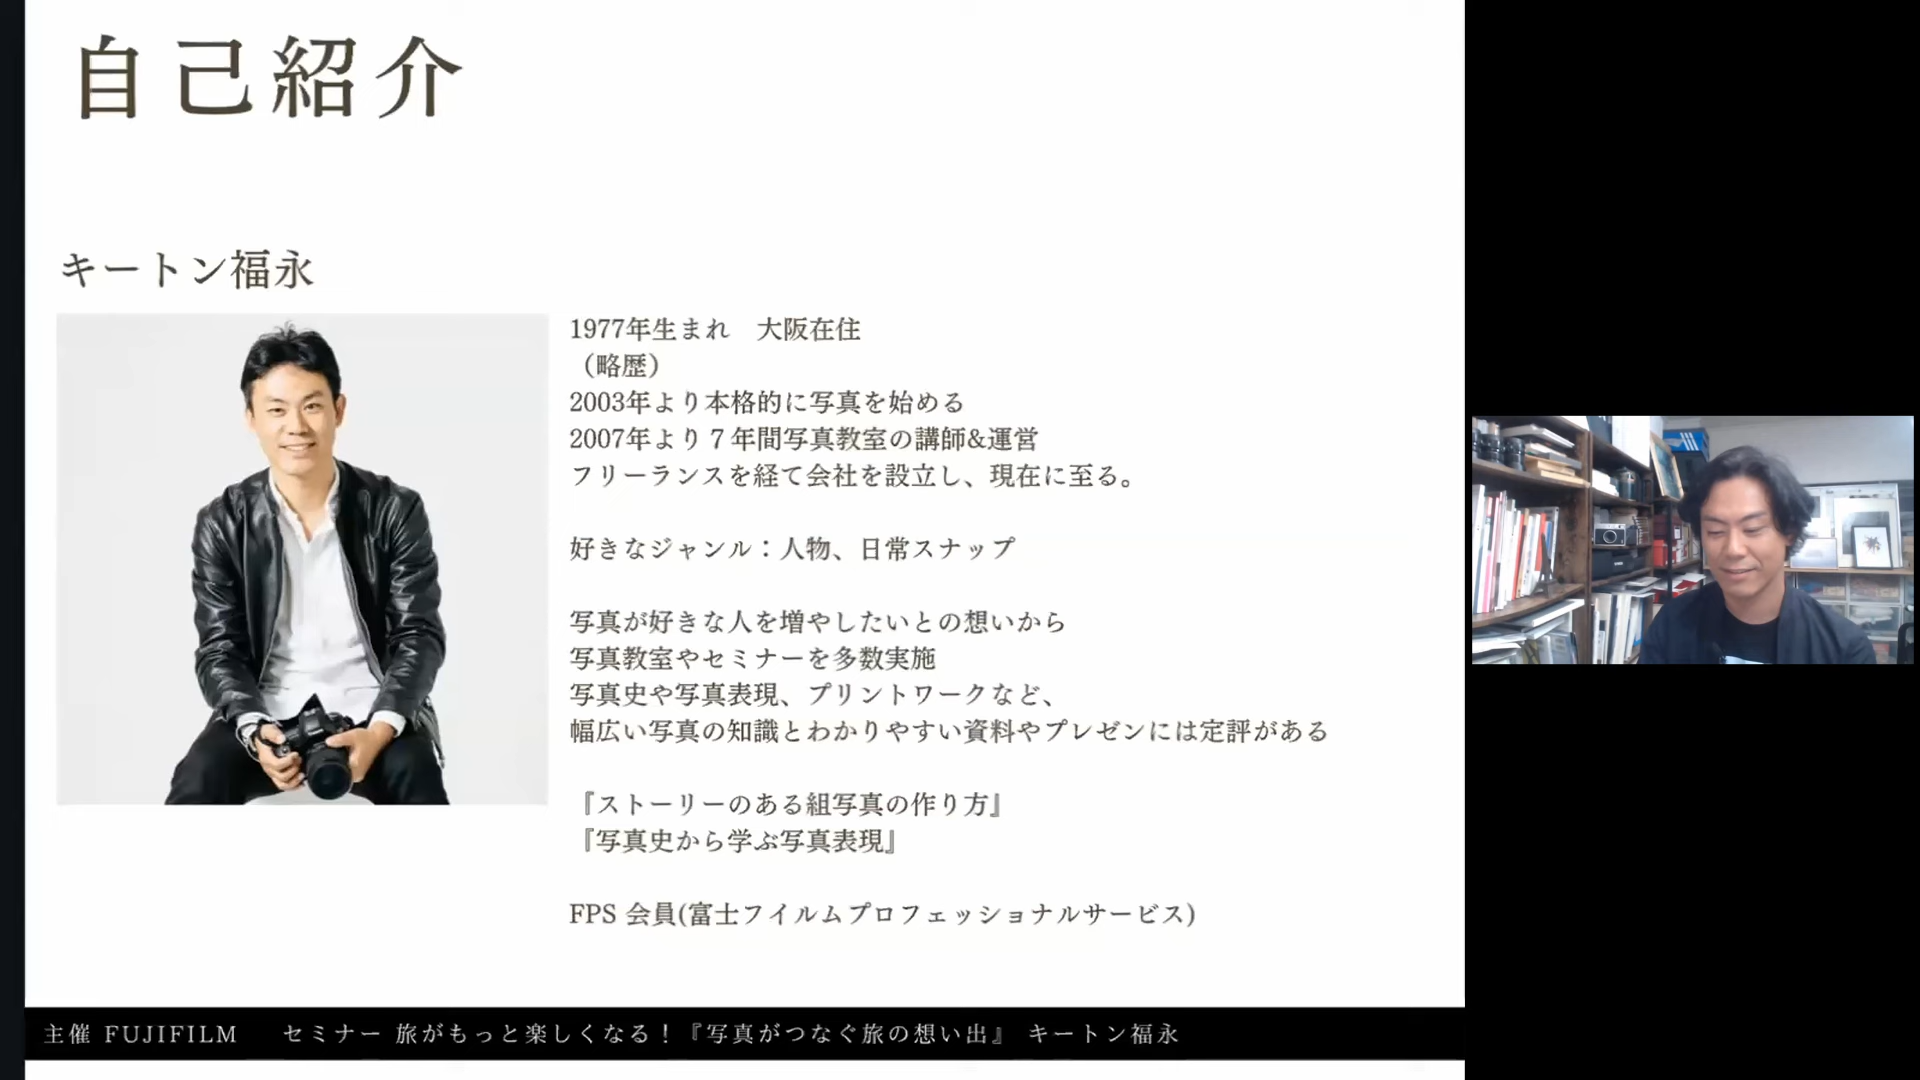 自己紹介
キートン福永
1977年生まれ　大阪在住
（略歴）
2003年より本格的に写真を始める
2007年より７年間写真教室の講師&運営
フリーランスを経て会社を設立し、現在に至る。
好きなジャンル：人物、日常スナップ
写真が好きな人を増やしたいとの想いから
写真教室やセミナーを多数実施
写真史や写真表現、プリントワークなど、
幅広い写真の知識とわかりやすい資料やプレゼンには定評がある
『ストーリーのある組写真の作り方』
『写真史から学ぶ写真表現』
FPS 会員(富士フイルムプロフェッショナルサービス)
主催 FUJIFILM　セミナー 旅がもっと楽しくなる！『写真がつなぐ旅の想い出』 キートン福永